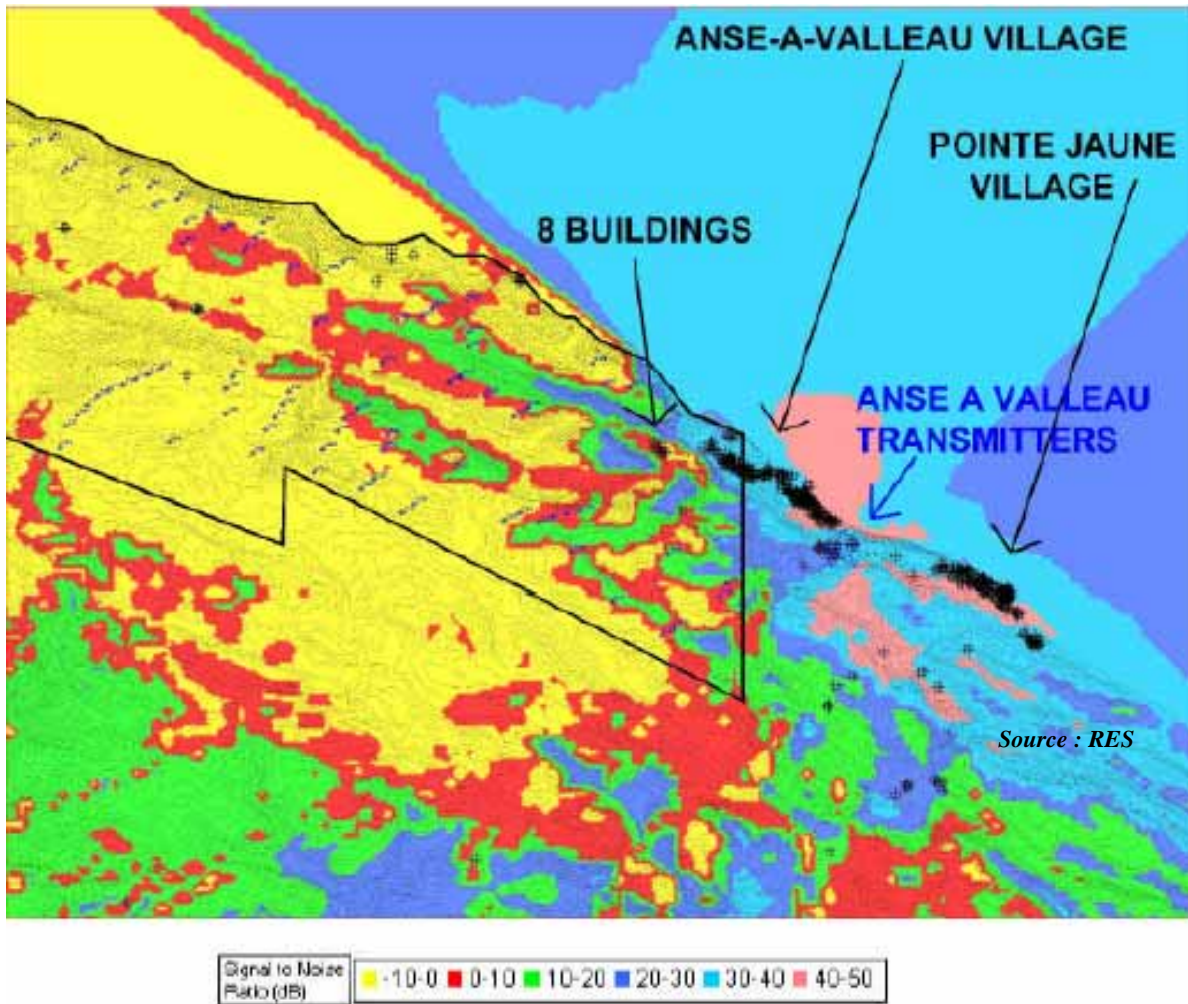 ANSE-A-VALLEAU VILLAGE
POINTE JAUNE
VILLAGE
8 BUILDINGS
ANSE A VALLEAU
TRANSMITTERS
Source : RES
Signal to Noise
Ratio (dB)
-10-0 0-10 10-20 20-30 30-40 40-50